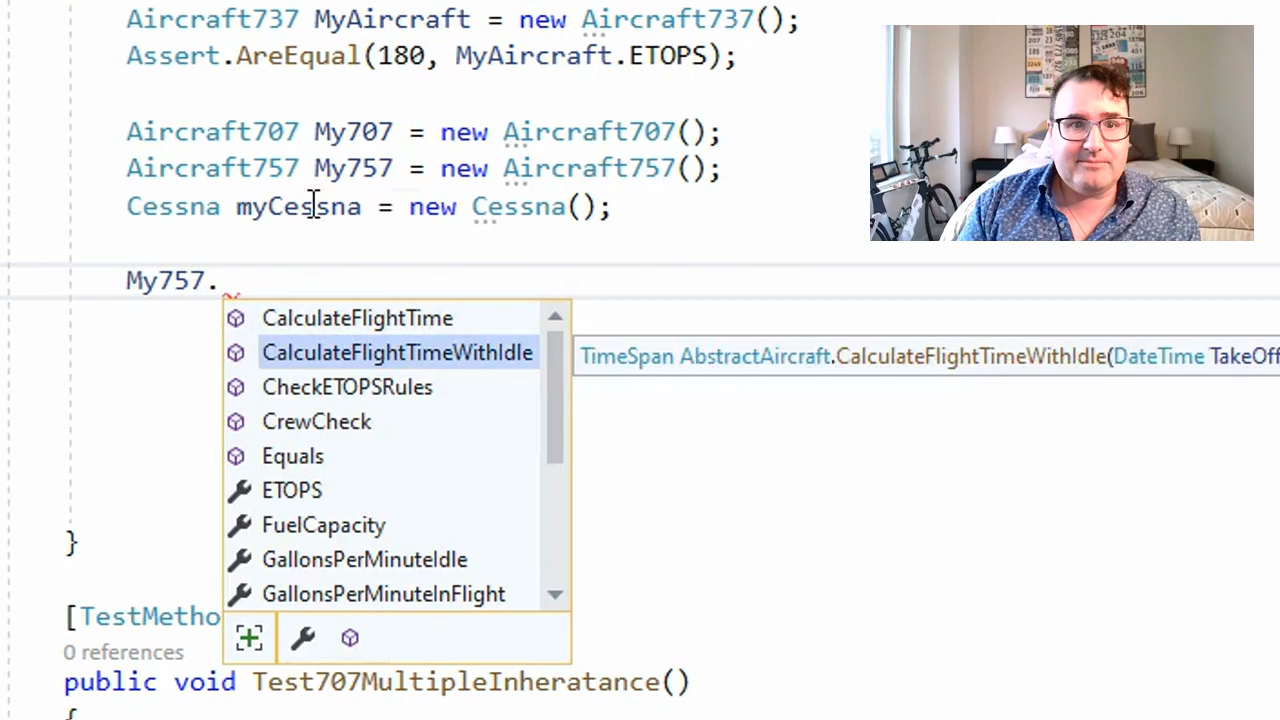 Aircraft737 MyAircraft = new Aircraft737();
Assert.AreEqual(180, MyAircraft.ETOPS);
Aircraft707 My707 = new Aircraft707();
Aircraft757 My757 = new Aircraft757();
Cessna myCessna = new Cessna();
My757.
CalculateFlightTime
CalculateFlightTimeWithIdle
TimeSpan AbstractAircraft.CalculateFlightTimeWithIdle(DateTime TakeOff
CheckETOPSRules
CrewCheck
Equals
ETOPS
FuelCapacity
GallonsPerMinuteIdle
GallonsPerMinuteInFlight
}
[TestMetho
0 references
public void Test707MultipleInheratance()
{